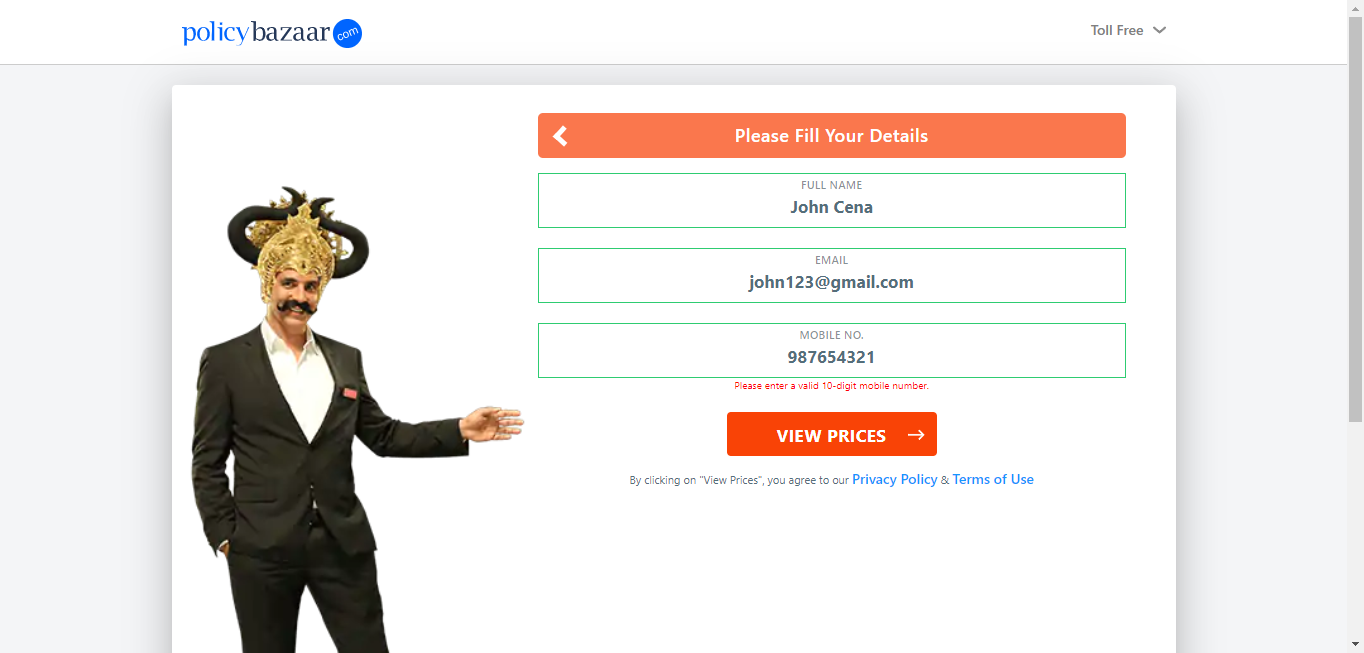 policybazaar com
Toll Free
Please Fill Your Details
FULL NAME
John Cena
EMAIL
john123@gmail.com
MOBILE NO.
987654321
Please enter a valid 10-digit mobile number.
VIEW PRICES →
By clicking on "View Prices", you agree to our Privacy Policy & Terms of Use